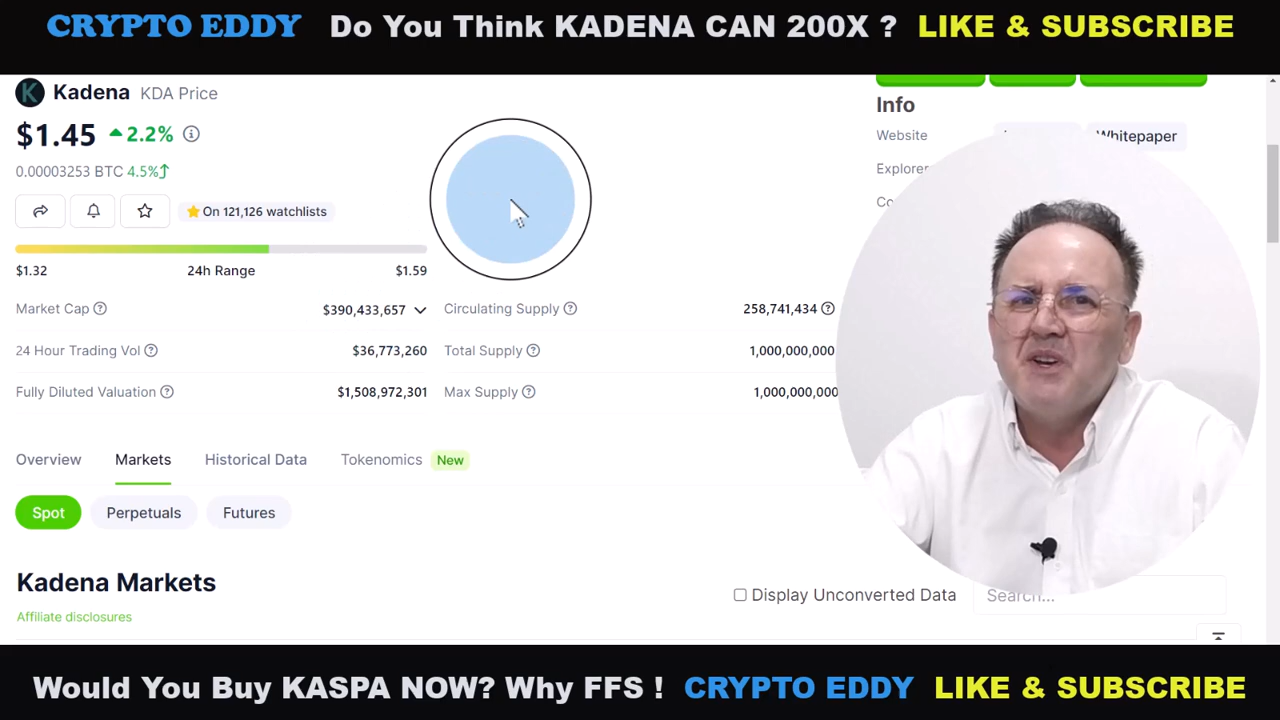 CRYPTO EDDY Do You Think KADENA CAN 200X ? LIKE & SUBSCRIBE
Kadena KDA Price
$1.45 2.2%
0.00003253 BTC 4.5%
On 121,126 watchlists
$1.32 24h Range $1.59
Market Cap $390,433,657
Circulating Supply 258,741,434
24 Hour Trading Vol $36,773,260
Total Supply 1,000,000,000
Fully Diluted Valuation $1,508,972,301
Max Supply 1,000,000,000
Info
Website Whitepaper
Explorer
Overview Markets Historical Data Tokenomics New
Spot Perpetuals Futures
Kadena Markets
Display Unconverted Data Search...
Affiliate disclosures
Would You Buy KASPA NOW? Why FFS ! CRYPTO EDDY LIKE & SUBSCRIBE